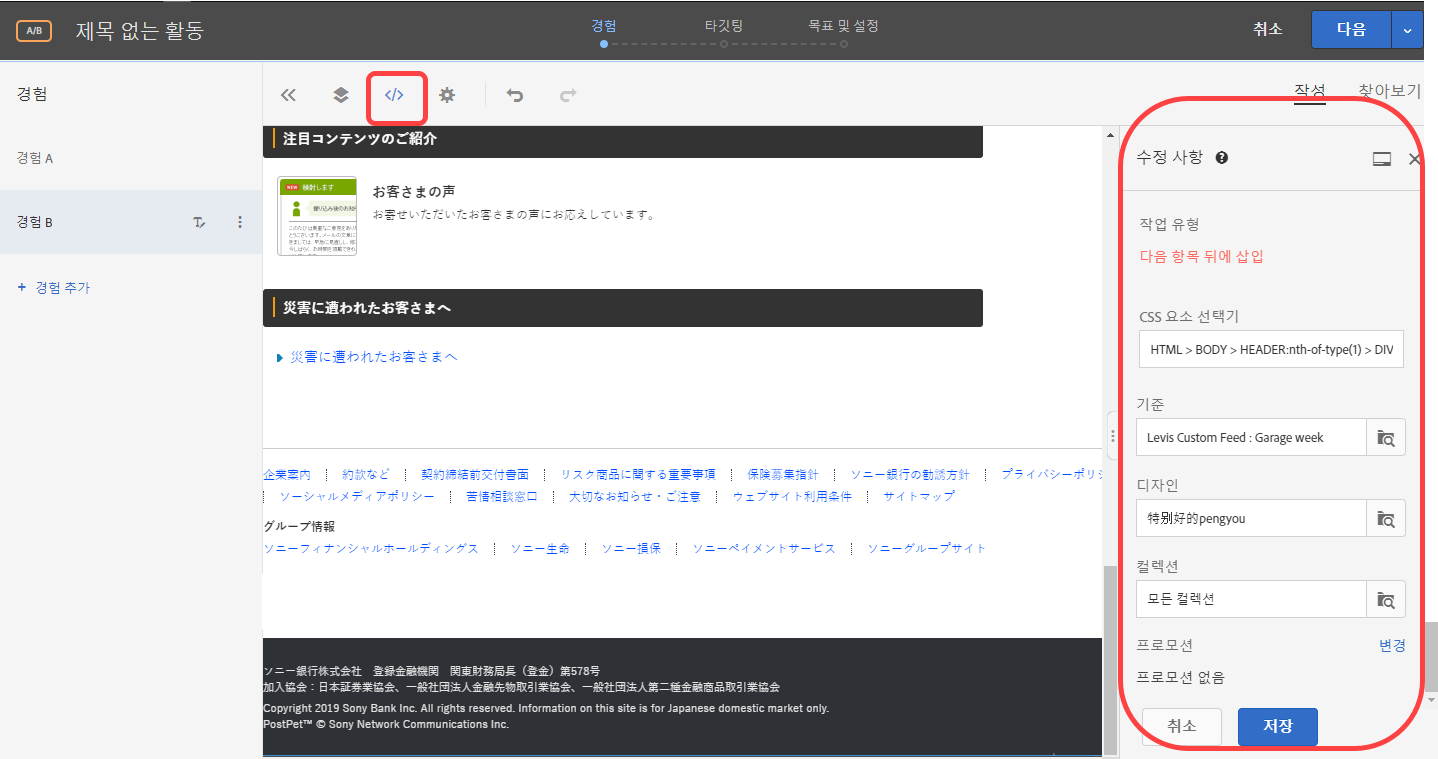 A/B
제목 없는 활동
경험
타깃팅
목표 및 설정
취소
다음
경험
작성
찾아보기
경험 A
경험 B
+ 경험 추가
注目コンテンツのご紹介
NEW 検討します
お客さまの声
お寄せいただいたお客さまの声にお応えしています。
災害に遭われたお客さまへ
災害に遭われたお客さまへ
企業案内
約款など
契約締結前交付書面
リスク商品に関する重要事項
保険募集指針
ソニー銀行の勧誘方針
プライバシーポリシ
ソーシャルメディアポリシー
苦情相談窓口
大切なお知らせ・ご注意
ウェブサイト利用条件
サイトマップ
グループ情報
ソニーフィナンシャルホールディングス
ソニー生命
ソニー損保
ソニーペイメントサービス
ソニーグループサイト
ソニー銀行株式会社 登録金融機関 関東財務局長（登金）第578号
加入協会：日本証券業協会、一般社団法人金融先物取引業協会、一般社団法人第二種金融商品取引業協会
Copyright 2019 Sony Bank Inc. All rights reserved. Information on this site is for Japanese domestic market only.
PostPet™ © Sony Network Communications Inc.
수정 사항
작업 유형
다음 항목 뒤에 삽입
CSS 요소 선택기
HTML > BODY > HEADER:nth-of-type(1) > DIV
기준
Levis Custom Feed : Garage week
디자인
特别好的pengyou
컬렉션
모든 컬렉션
프로모션
변경
프로모션 없음
취소
저장